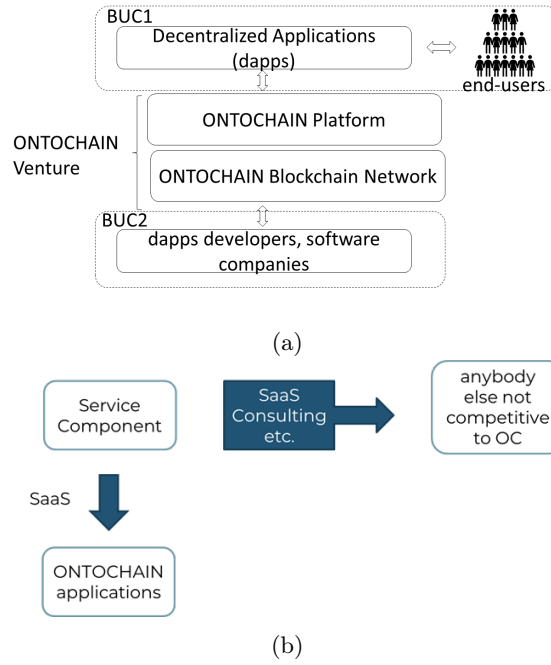 BUC1
Decentralized Applications
(dapps)
end-users
ONTOCHAIN
Venture
ONTOCHAIN Platform
ONTOCHAIN Blockchain Network
BUC2
dapps developers, software
companies
(a)
Service
Component
SaaS
Consulting
etc.
anybody
else not
competitive
to OC
SaaS
ONTOCHAIN
applications
(b)